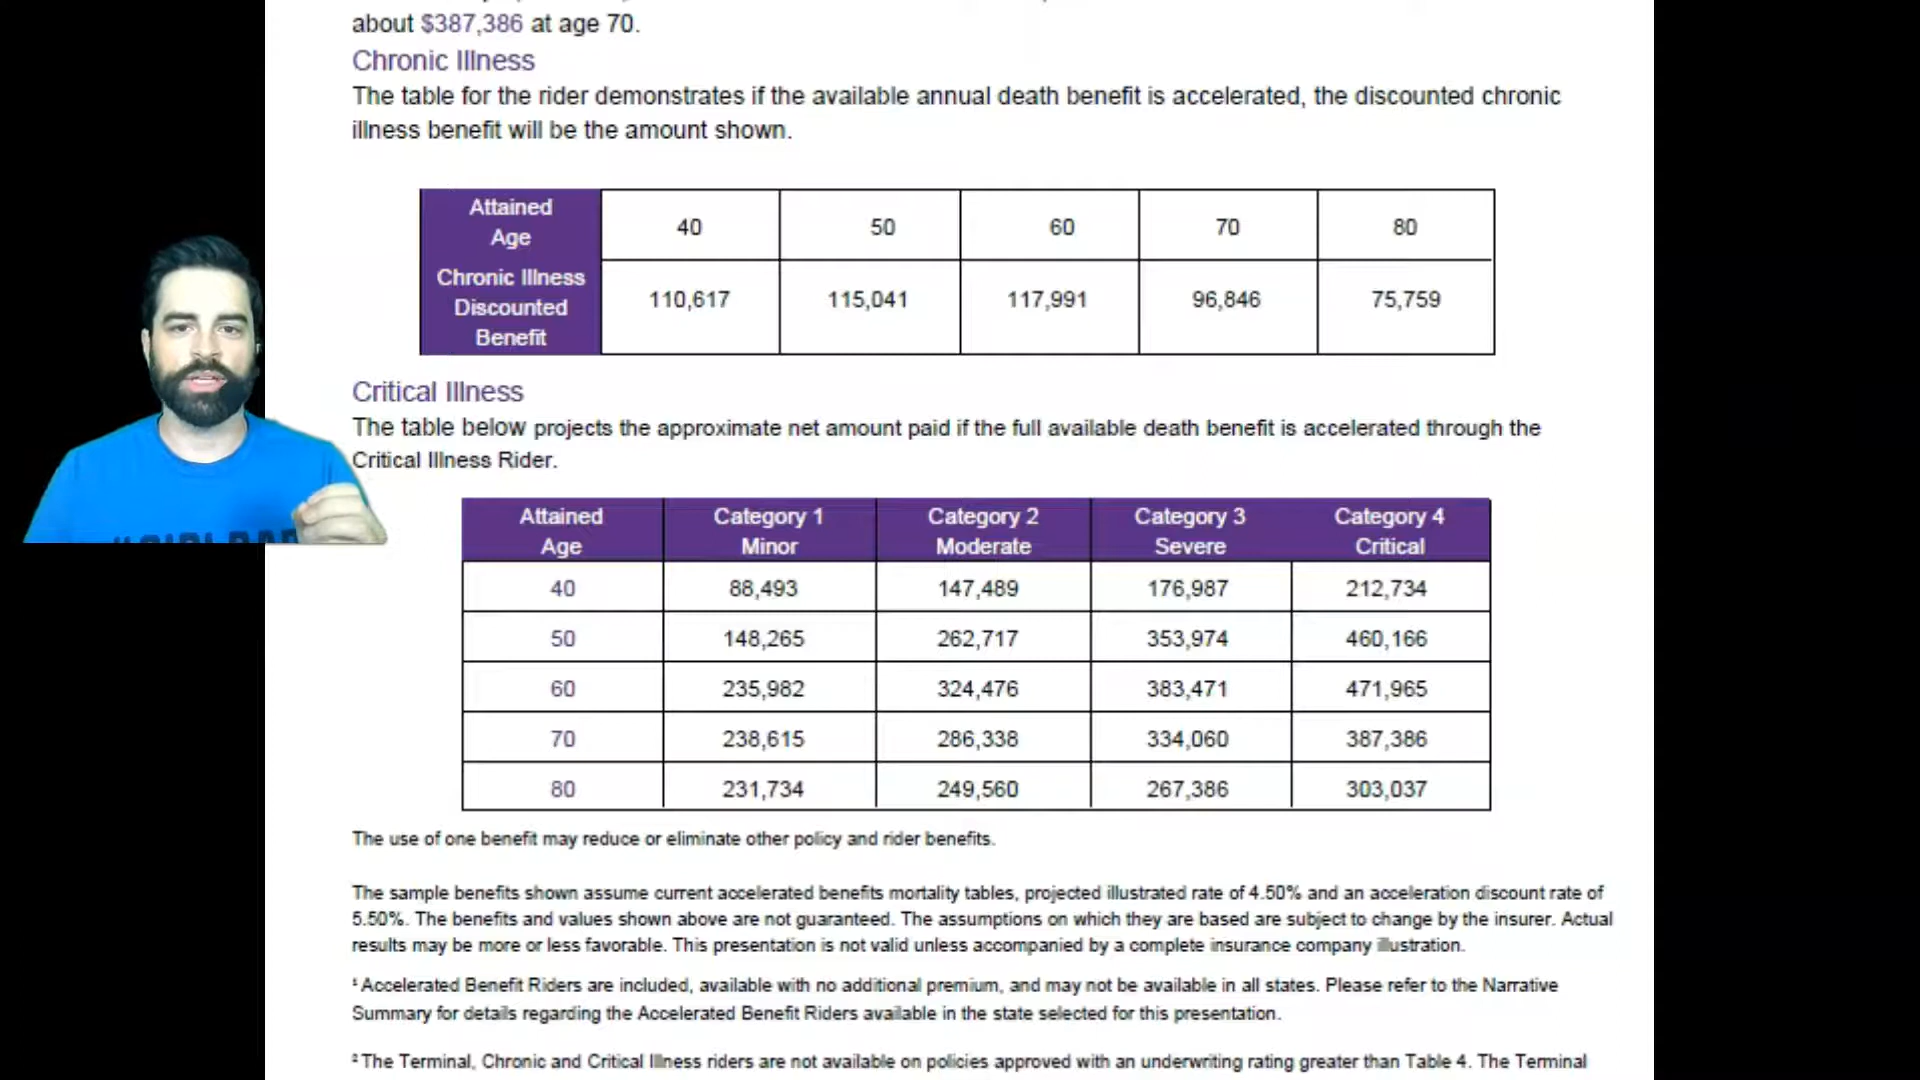 about $387,386 at age 70.
Chronic Illness
The table for the rider demonstrates if the available annual death benefit is accelerated, the discounted chronic
illness benefit will be the amount shown.
Attained
Age
40 50 60 70 80
Chronic Illness
Discounted
Benefit
110,617 115,041 117,991 96,846 75,759
Critical Illness
The table below projects the approximate net amount paid if the full available death benefit is accelerated through the
Critical Illness Rider.
Attained Category 1 Category 2 Category 3 Category 4
Age Minor Moderate Severe Critical
40 88,493 147,489 176,987 212,734
50 148,265 262,717 353,974 460,166
60 235,982 324,476 383,471 471,965
70 238,615 286,338 334,060 387,386
80 231,734 249,560 267,386 303,037
The use of one benefit may reduce or eliminate other policy and rider benefits.
The sample benefits shown assume current accelerated benefits mortality tables, projected illustrated rate of 4.50% and an acceleration discount rate of
5.50%. The benefits and values shown above are not guaranteed. The assumptions on which they are based are subject to change by the insurer. Actual
results may be more or less favorable. This presentation is not valid unless accompanied by a complete insurance company illustration.
¹ Accelerated Benefit Riders are included, available with no additional premium, and may not be available in all states. Please refer to the Narrative
Summary for details regarding the Accelerated Benefit Riders available in the state selected for this presentation.
² The Terminal, Chronic and Critical Illness riders are not available on policies approved with an underwriting rating greater than Table 4. The Terminal